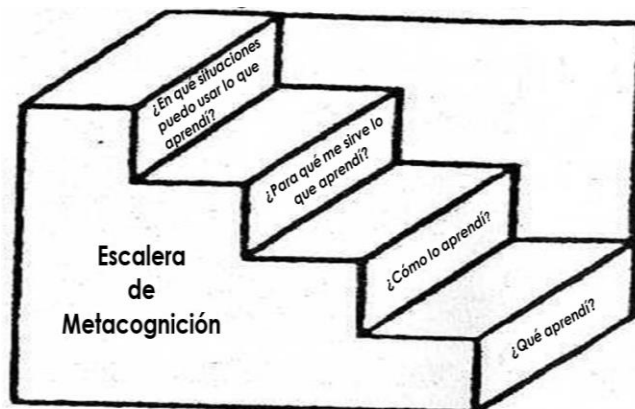 ¿En qué situaciones
puedo usar lo que
aprendí?
¿Para qué me sirve lo
que aprendí?
¿Cómo lo aprendí?
¿Qué aprendí?
Escalera
de
Metacognición